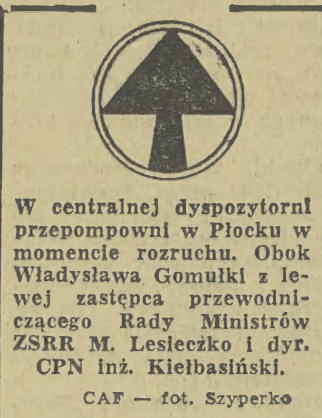 W centralnej dyspozytorni
przepompowni w Płocku w
momencie rozruchu. Obok
Władysława Gomułki z le-
wej zastępca przewodni-
czącego Rady Ministrów
ZSRR M. Lesieczko i dyr.
CPN inż. Kiełbasiński.
CAF — fot. Szyperko